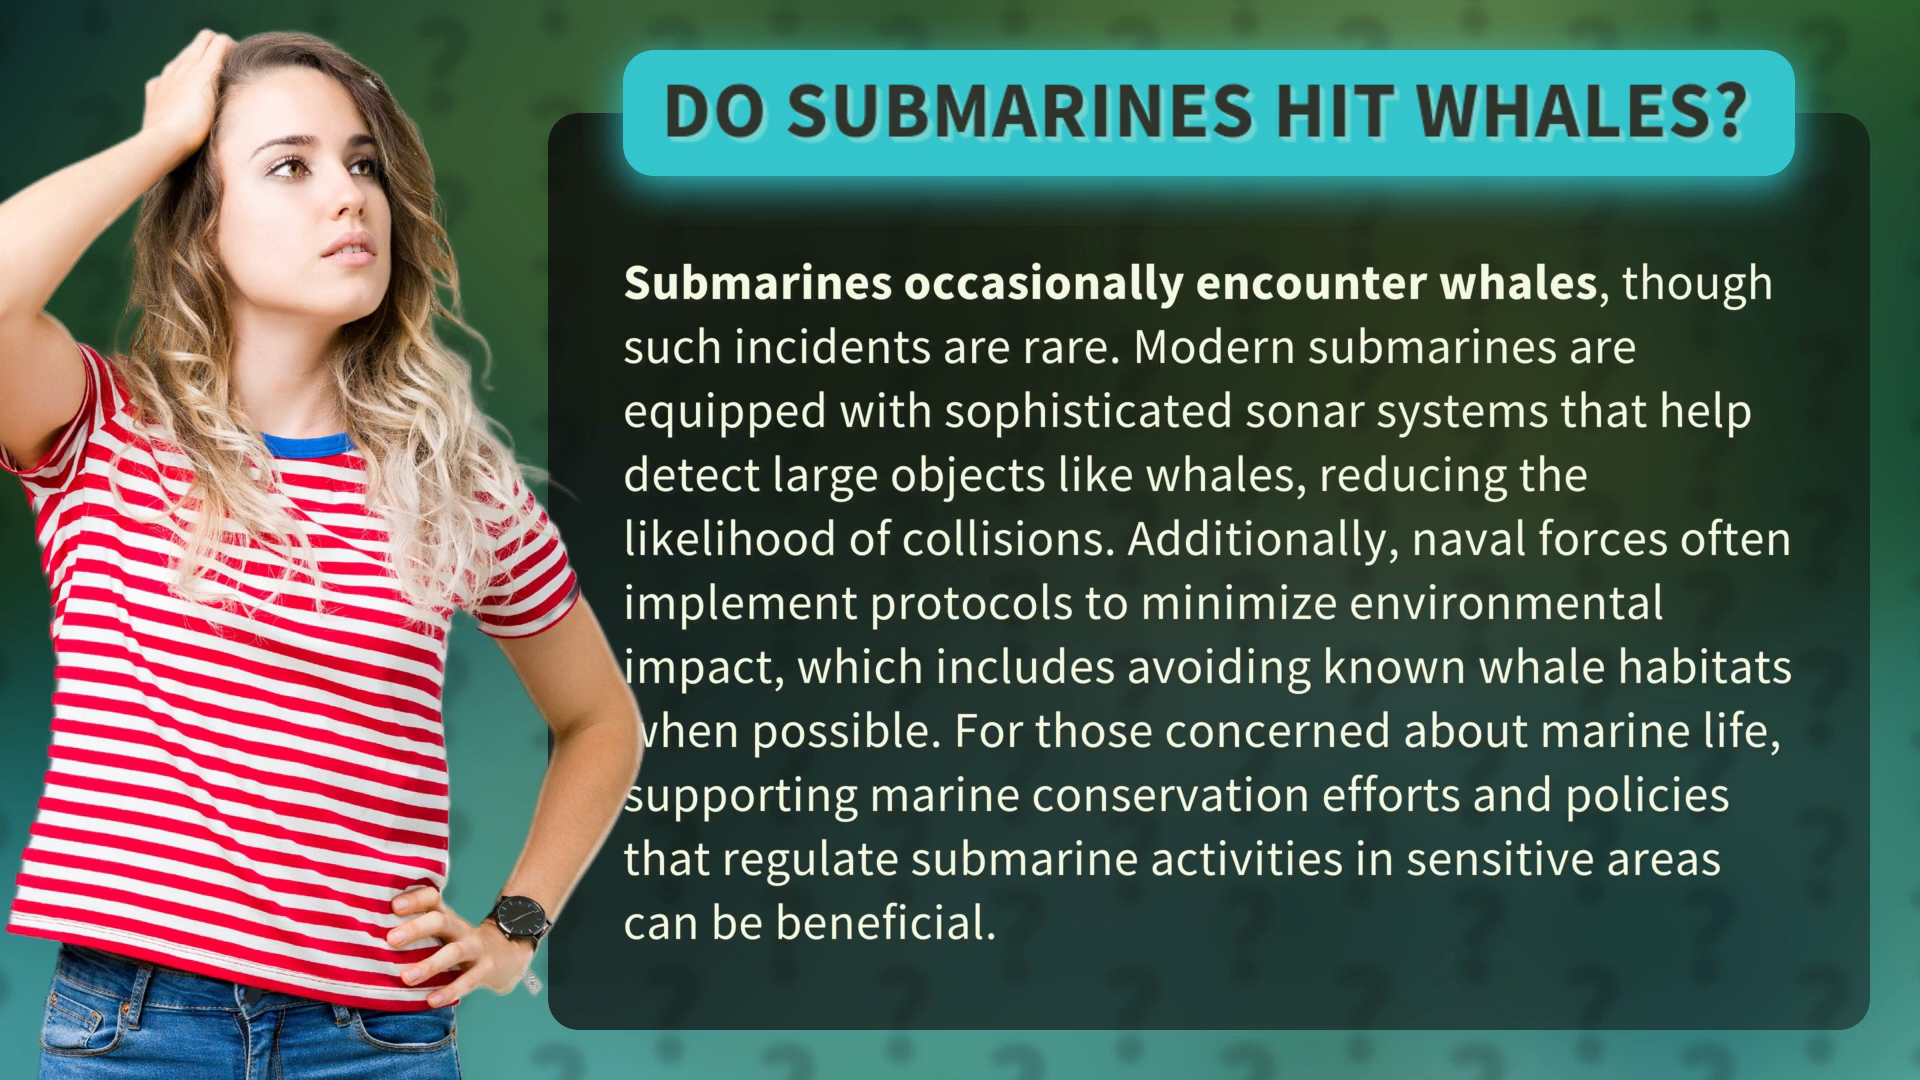 DO SUBMARINES HIT WHALES?
Submarines occasionally encounter whales, though
such incidents are rare. Modern submarines are
equipped with sophisticated sonar systems that help
detect large objects like whales, reducing the
likelihood of collisions. Additionally, naval forces often
implement protocols to minimize environmental
impact, which includes avoiding known whale habitats
when possible. For those concerned about marine life,
supporting marine conservation efforts and policies
that regulate submarine activities in sensitive areas
can be beneficial.